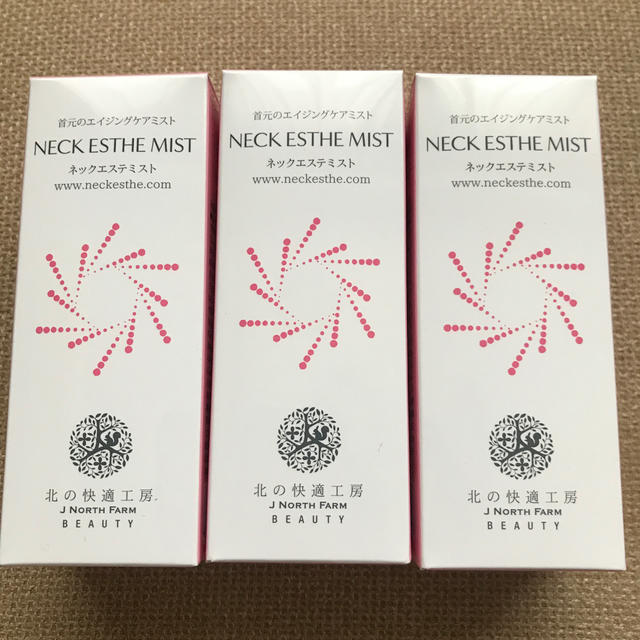 首元のエイジングケアミスト
NECK ESTHE MIST
ネックエステミスト
www.neckesthe.com
北の快適工房
J NORTH FARM
BEAUTY
首元のエイジングケアミスト
NECK ESTHE MIST
ネックエステミスト
www.neckesthe.com
北の快適工房
J NORTH FARM
BEAUTY
首元のエイジングケアミスト
NECK ESTHE MIST
ネックエステミスト
www.neckesthe.com
北の快適工房
J NORTH FARM
BEAUTY